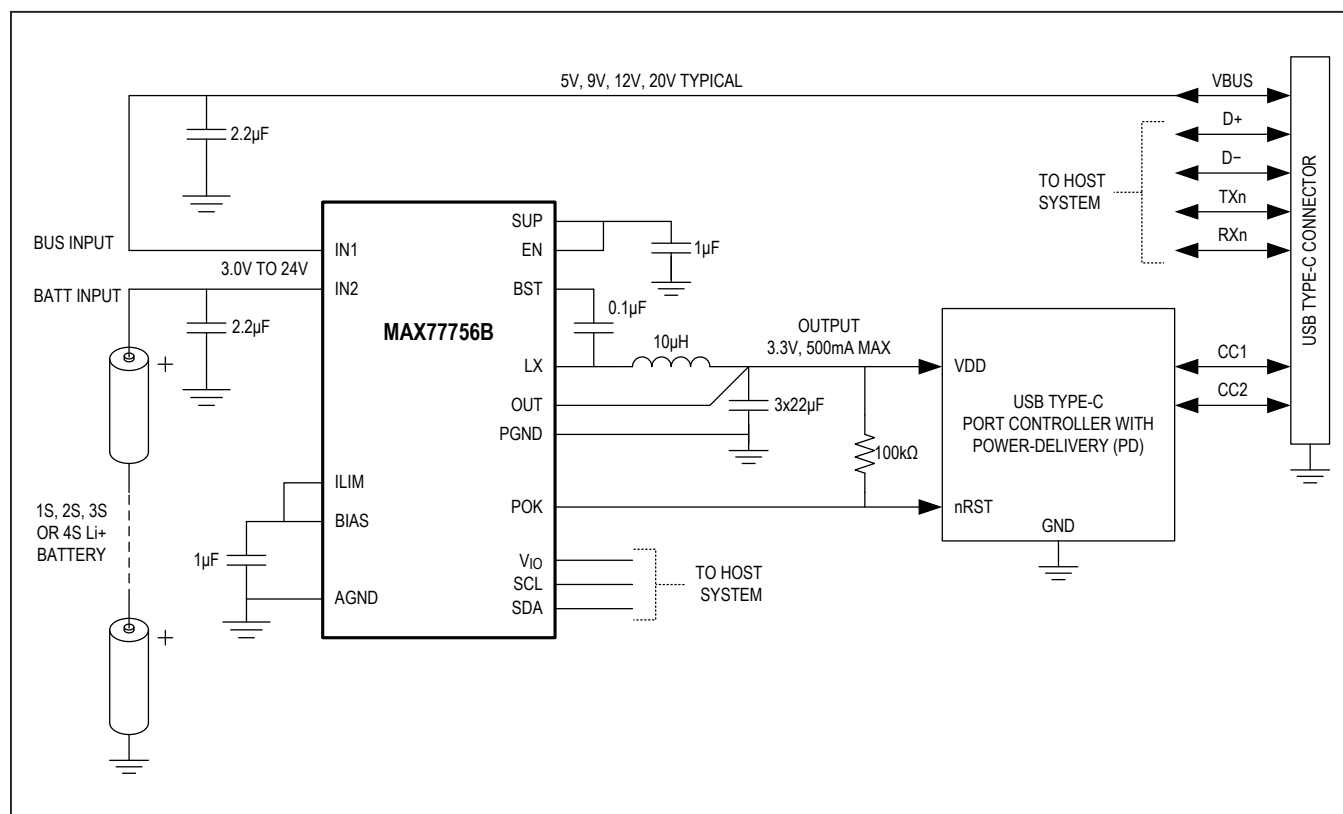 5V, 9V, 12V, 20V TYPICAL
VBUS
D+
2.2µF
D−
TO HOST
SYSTEM
TXn
RXn
USB TYPE-C CONNECTOR
SUP
EN
1µF
BUS INPUT
IN1
3.0V TO 24V
BATT INPUT
IN2
BST
2.2µF
0.1µF
MAX77756B
OUTPUT
3.3V, 500mA MAX
10µH
+
LX
VDD
CC1
OUT
CC2
3x22µF
USB TYPE-C
PORT CONTROLLER WITH
POWER-DELIVERY (PD)
PGND
100kΩ
ILIM
1S, 2S, 3S
OR 4S Li+
BATTERY
BIAS
POK
nRST
GND
1µF
VIO
TO HOST
SYSTEM
SCL
AGND
SDA
+